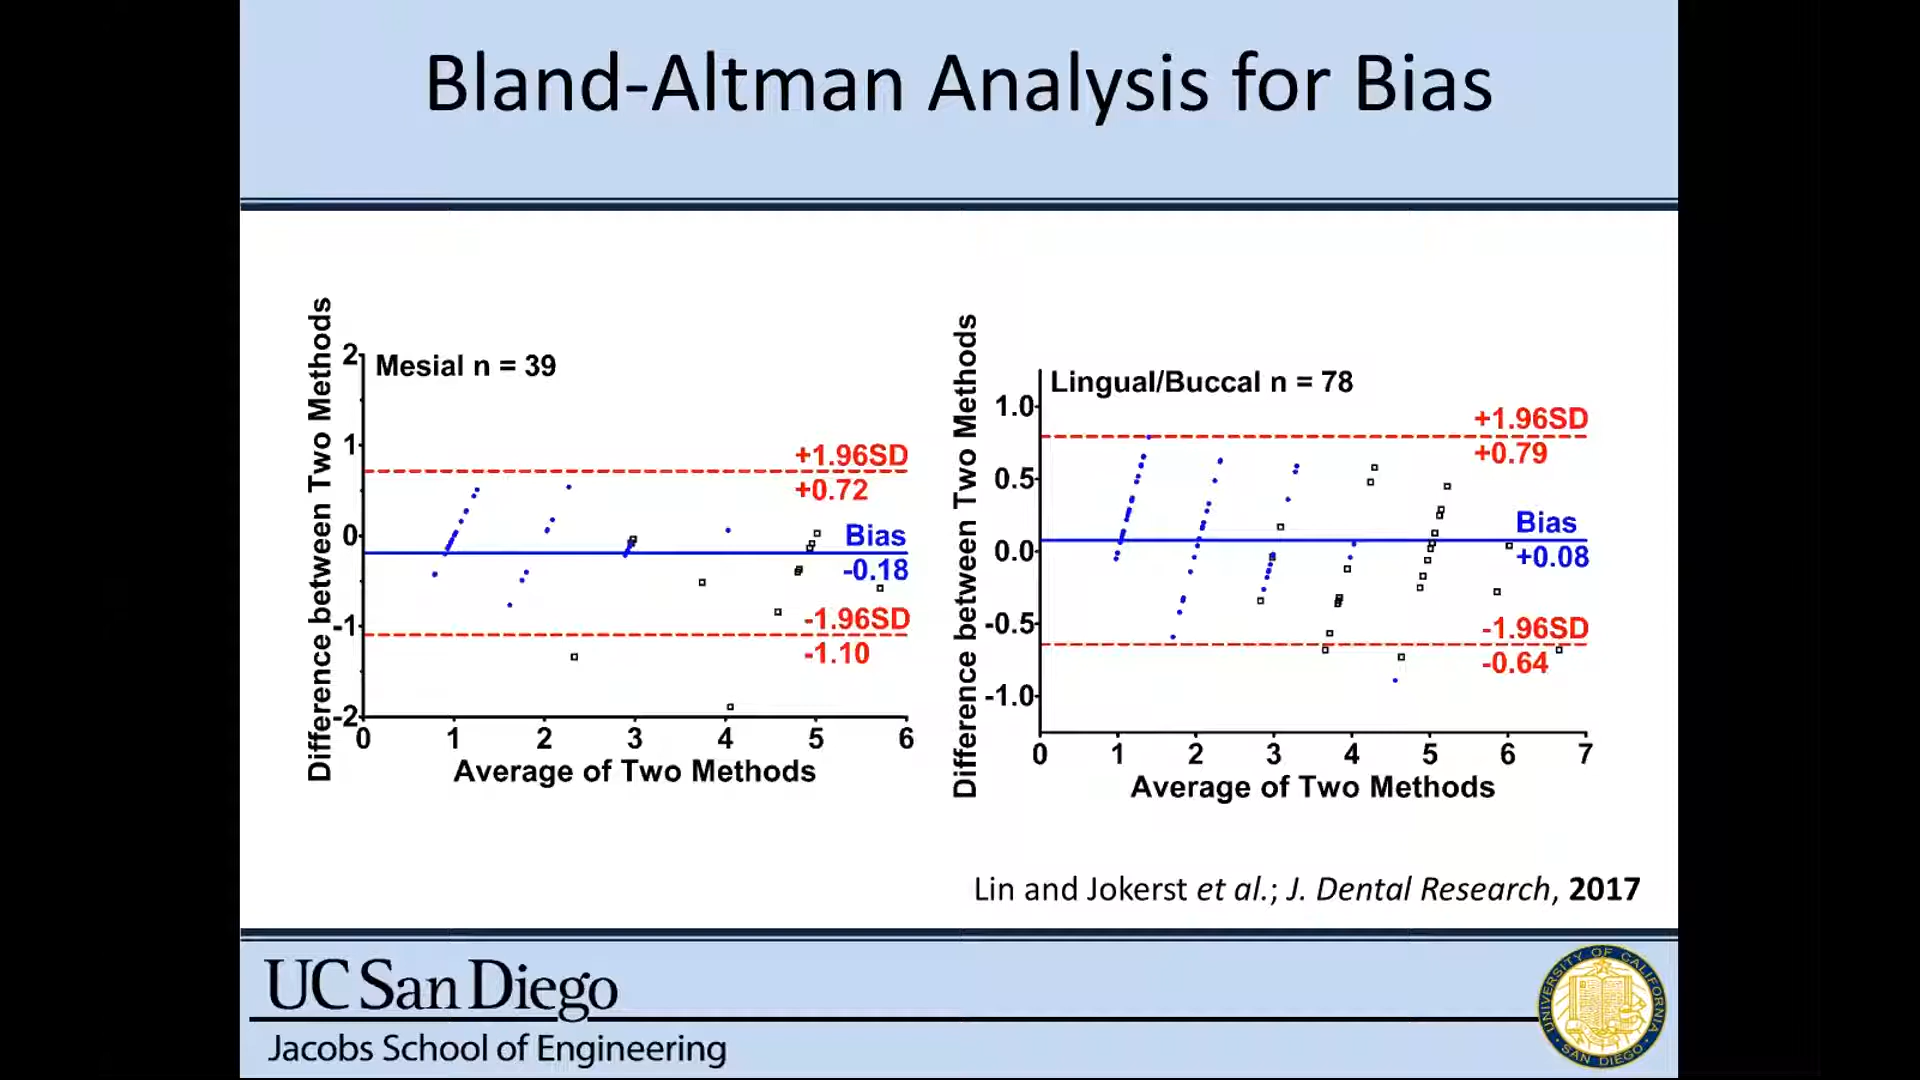 Bland-Altman Analysis for Bias
Difference between Two Methods
Mesial n = 39
2
1
0
-1
-2
+1.96SD
+0.72
Bias
-0.18
-1.96SD
-1.10
0 1 2 3 4 5 6
Average of Two Methods
Difference between Two Methods
Lingual/Buccal n = 78
1.0
0.5
0.0
-0.5
-1.0
+1.96SD
+0.79
Bias
+0.08
-1.96SD
-0.64
0 1 2 3 4 5 6 7
Average of Two Methods
Lin and Jokerst et al.; J. Dental Research, 2017
UC San Diego
Jacobs School of Engineering
UNIVERSITY OF CALIFORNIA
SAN DIEGO